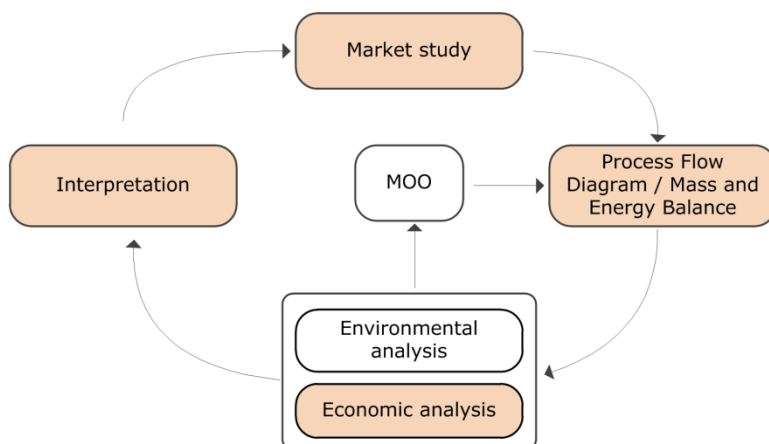 Market study
Interpretation
MOO
Process Flow
Diagram / Mass and
Energy Balance
Environmental
analysis
Economic analysis